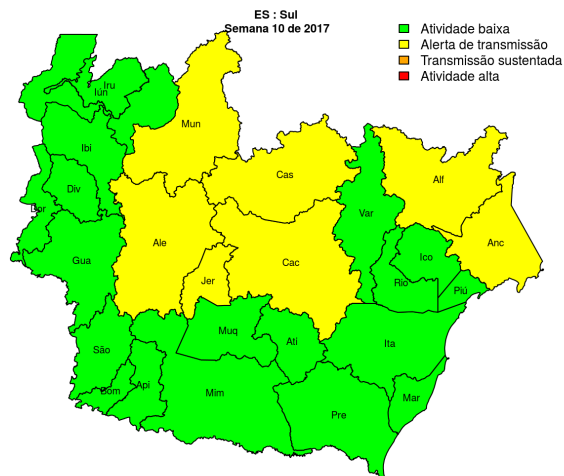 ES : Sul
Semana 10 de 2017
Atividade baixa
Alerta de transmissão
Transmissão sustentada
Atividade alta
Iru
Iún
Mun
Ibi
Cas
Alf
Div
Dor
Var
Ale
Anc
Gua
Cac
Ico
Jer
Rio
Piú
Muq
Ati
Ita
São
Api
Bom
Mim
Mar
Pre